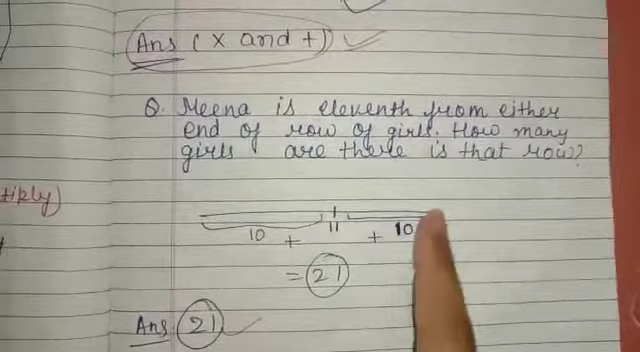 Ans (× and +)
Q. Meena is eleventh from either
end of row of girls. How many
girls are there is that row?
tiply)
10 + 11 + 10
= 21
Ans. 21